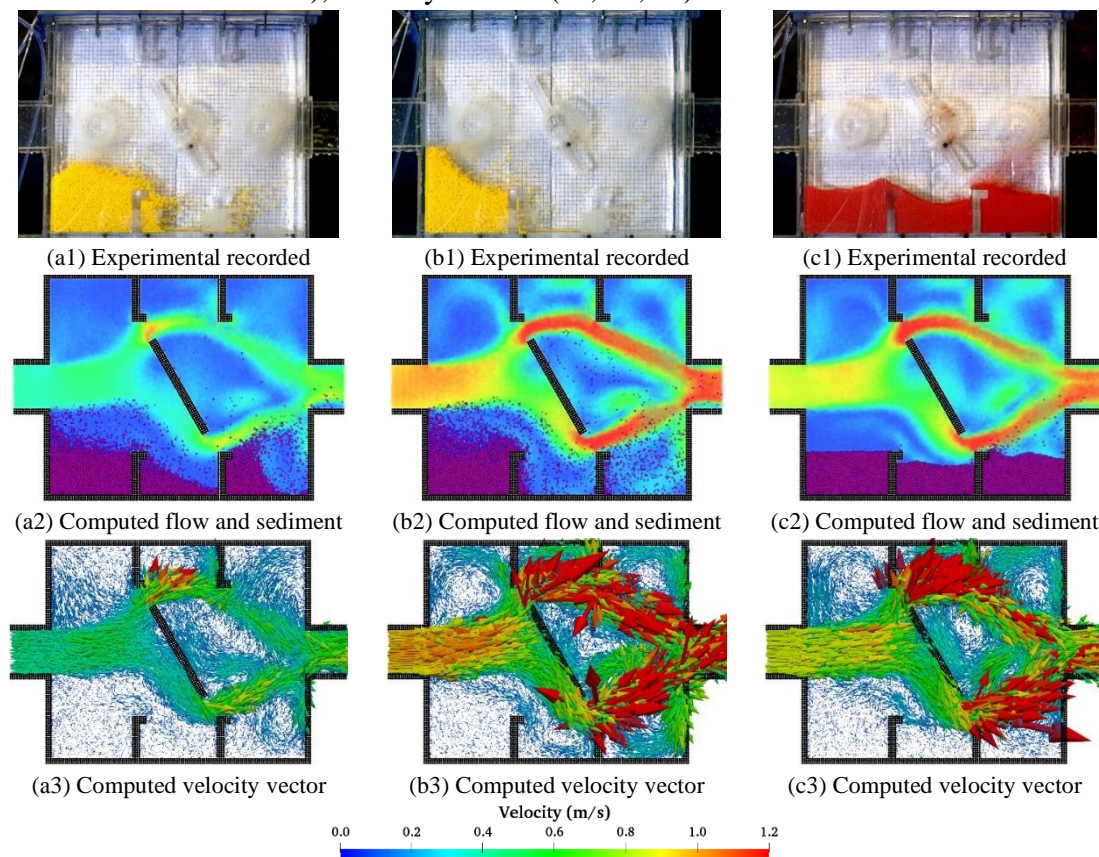 (a1) Experimental recorded
(b1) Experimental recorded
(c1) Experimental recorded
(a2) Computed flow and sediment
(b2) Computed flow and sediment
(c2) Computed flow and sediment
(a3) Computed velocity vector
(b3) Computed velocity vector
(c3) Computed velocity vector
Velocity (m/s)
0.0 0.2 0.4 0.6 0.8 1.0 1.2